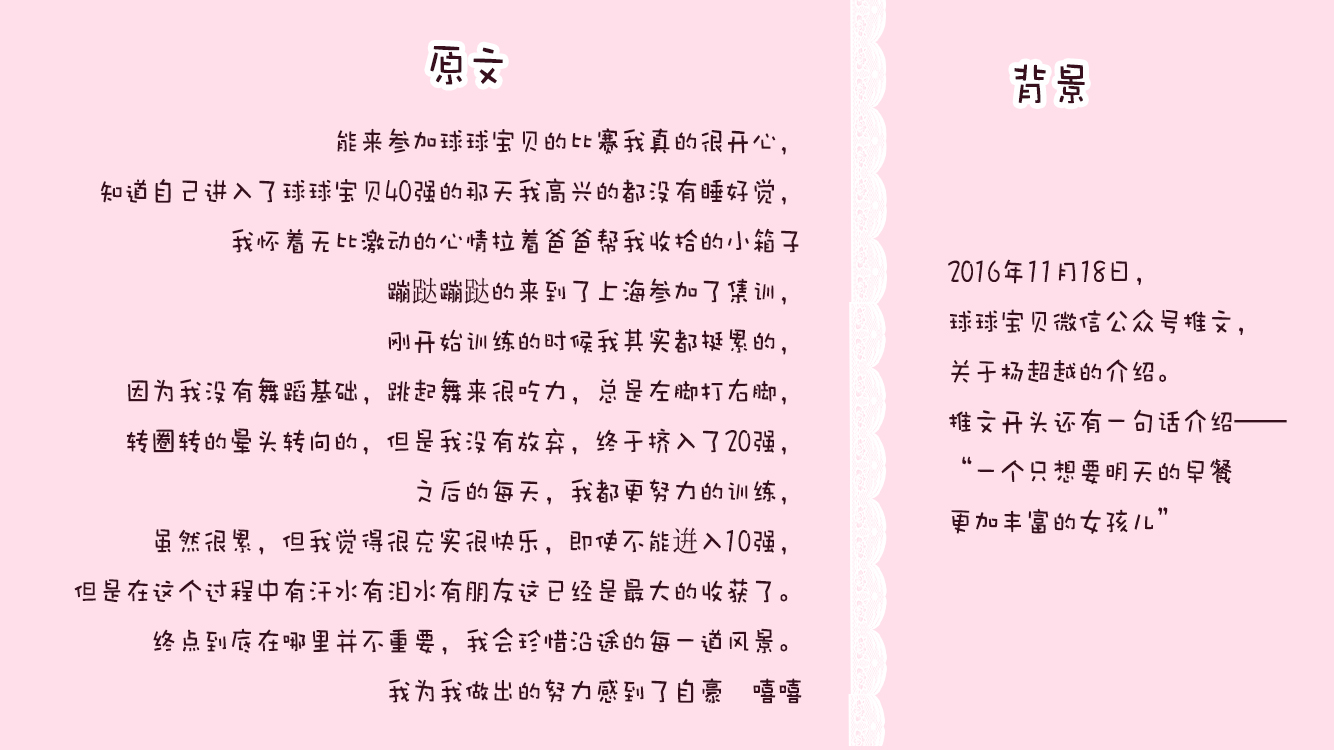 原文
能来参加球球宝贝的比赛我真的很开心，
知道自己进入了球球宝贝40强的那天我高兴的都没有睡好觉，
我怀着无比激动的心情拉着爸爸帮我收拾的小箱子
蹦跶蹦跶的来到了上海参加了集训，
刚开始训练的时候我其实都挺累的，
因为我没有舞蹈基础，跳起舞来很吃力，总是左脚打右脚，
转圈转的晕头转向的，但是我没有放弃，终于挤入了20强，
之后的每天，我都更努力的训练，
虽然很累，但我觉得很充实很快乐，即使不能迸入10强，
但是在这个过程中有汗水有泪水有朋友这已经是最大的收获了。
终点到底在哪里并不重要，我会珍惜沿途的每一道风景。
我为我做出的努力感到了自豪　嘻嘻
背景
2016年11月18日，
球球宝贝微信公众号推文，
关于杨超越的介绍。
推文开头还有一句话介绍——
“一个只想要明天的早餐
更加丰富的女孩儿”